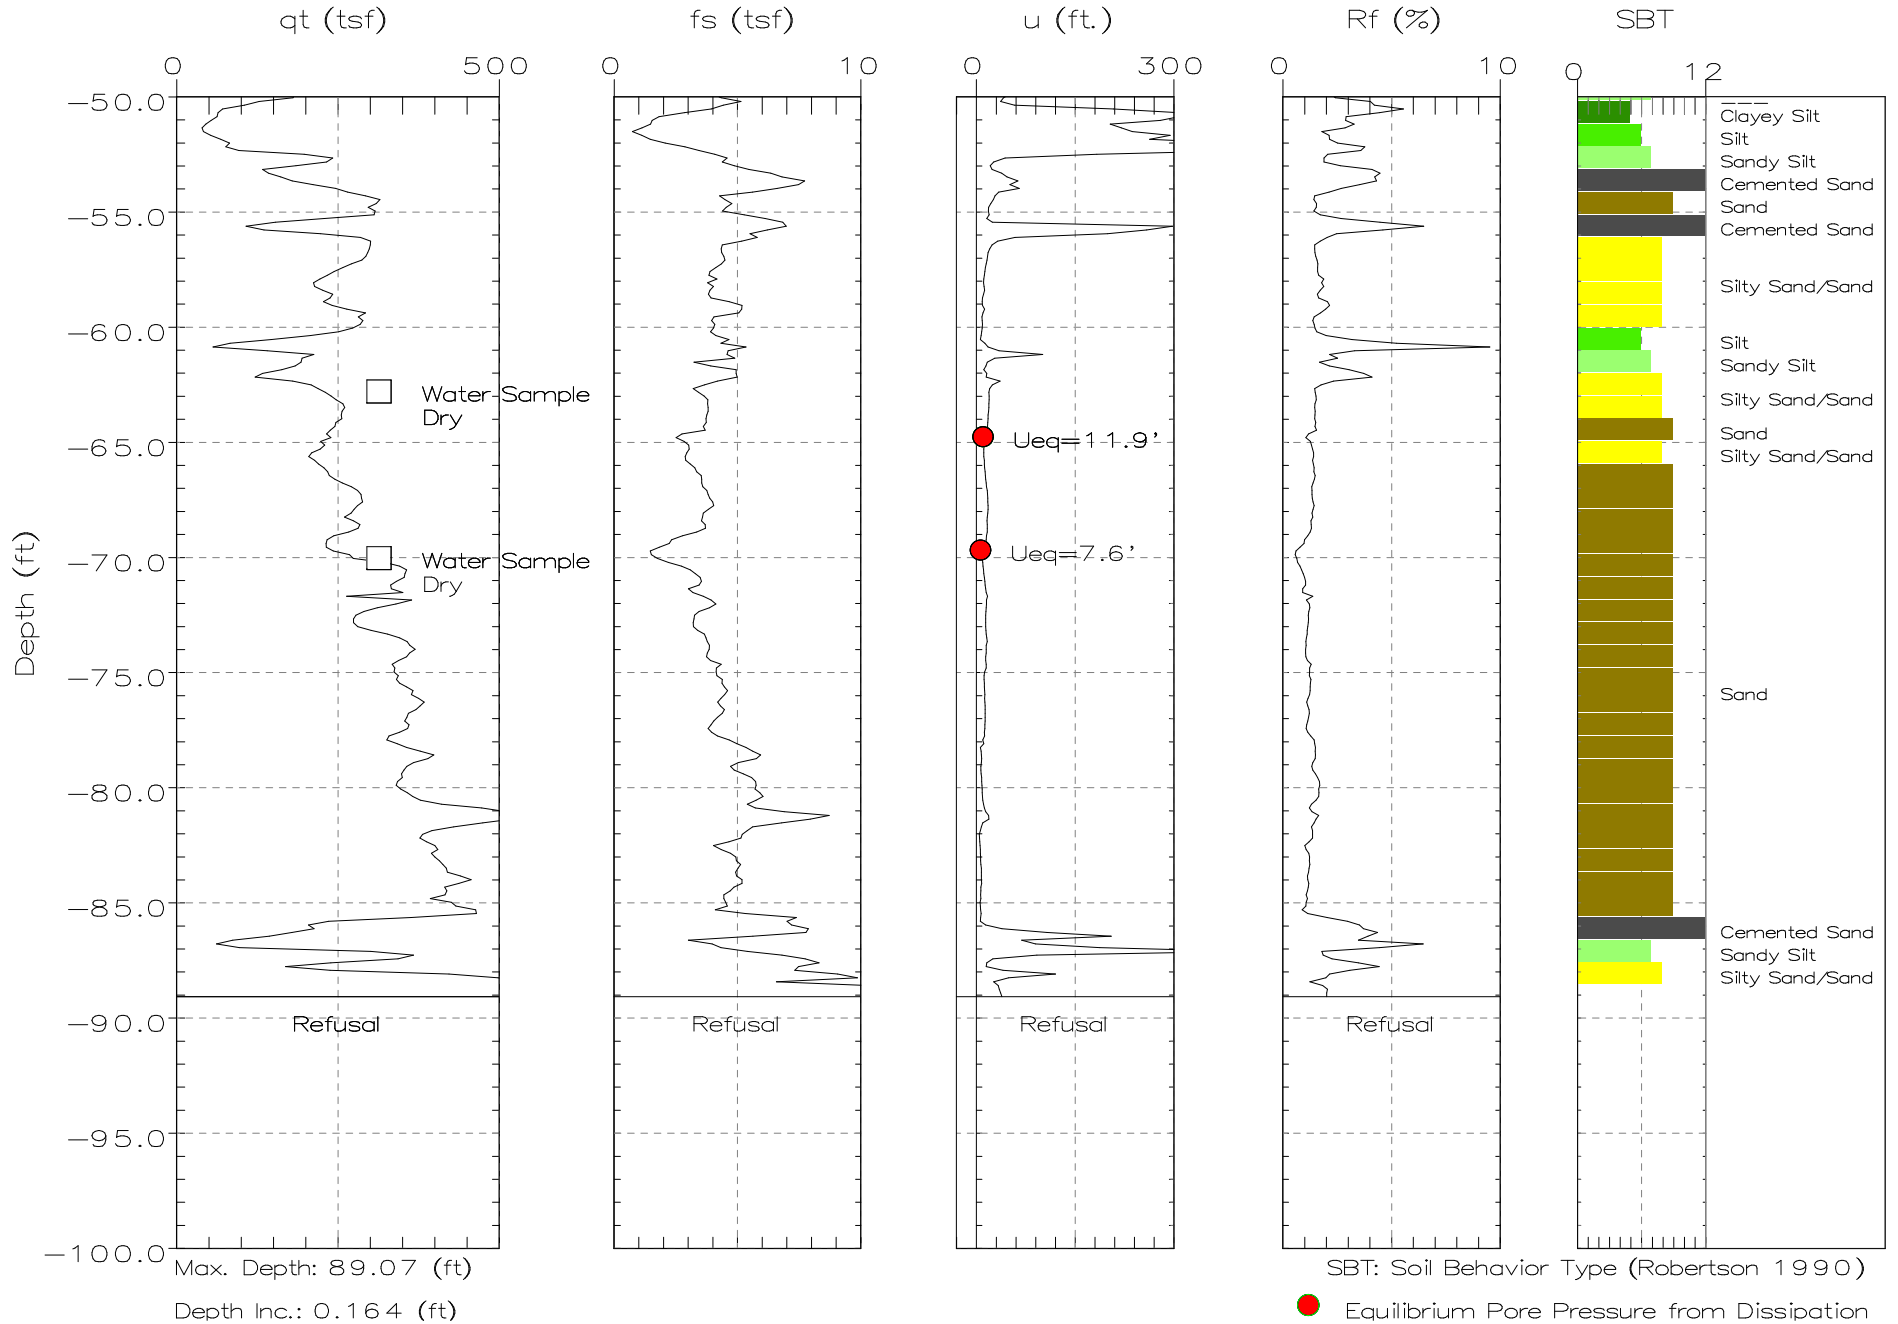 qt (tsf) fs (tsf) u (ft.) Rf (%) SBT
0 500 0 10 0 300 0 10 0 12
Depth (ft)
-50.0
-55.0
-60.0
-65.0
-70.0
-75.0
-80.0
-85.0
-90.0
-95.0
-100.0
Water Sample
Dry
Water Sample
Dry
Ueq=11.9'
Ueq=7.6'
Clayey Silt
Silt
Sandy Silt
Cemented Sand
Sand
Cemented Sand
Silty Sand/Sand
Silt
Sandy Silt
Silty Sand/Sand
Sand
Silty Sand/Sand
Sand
Cemented Sand
Sandy Silt
Silty Sand/Sand
Refusal Refusal Refusal Refusal
Max. Depth: 89.07 (ft)
Depth Inc.: 0.164 (ft)
SBT: Soil Behavior Type (Robertson 1990)
Equilibrium Pore Pressure from Dissipation